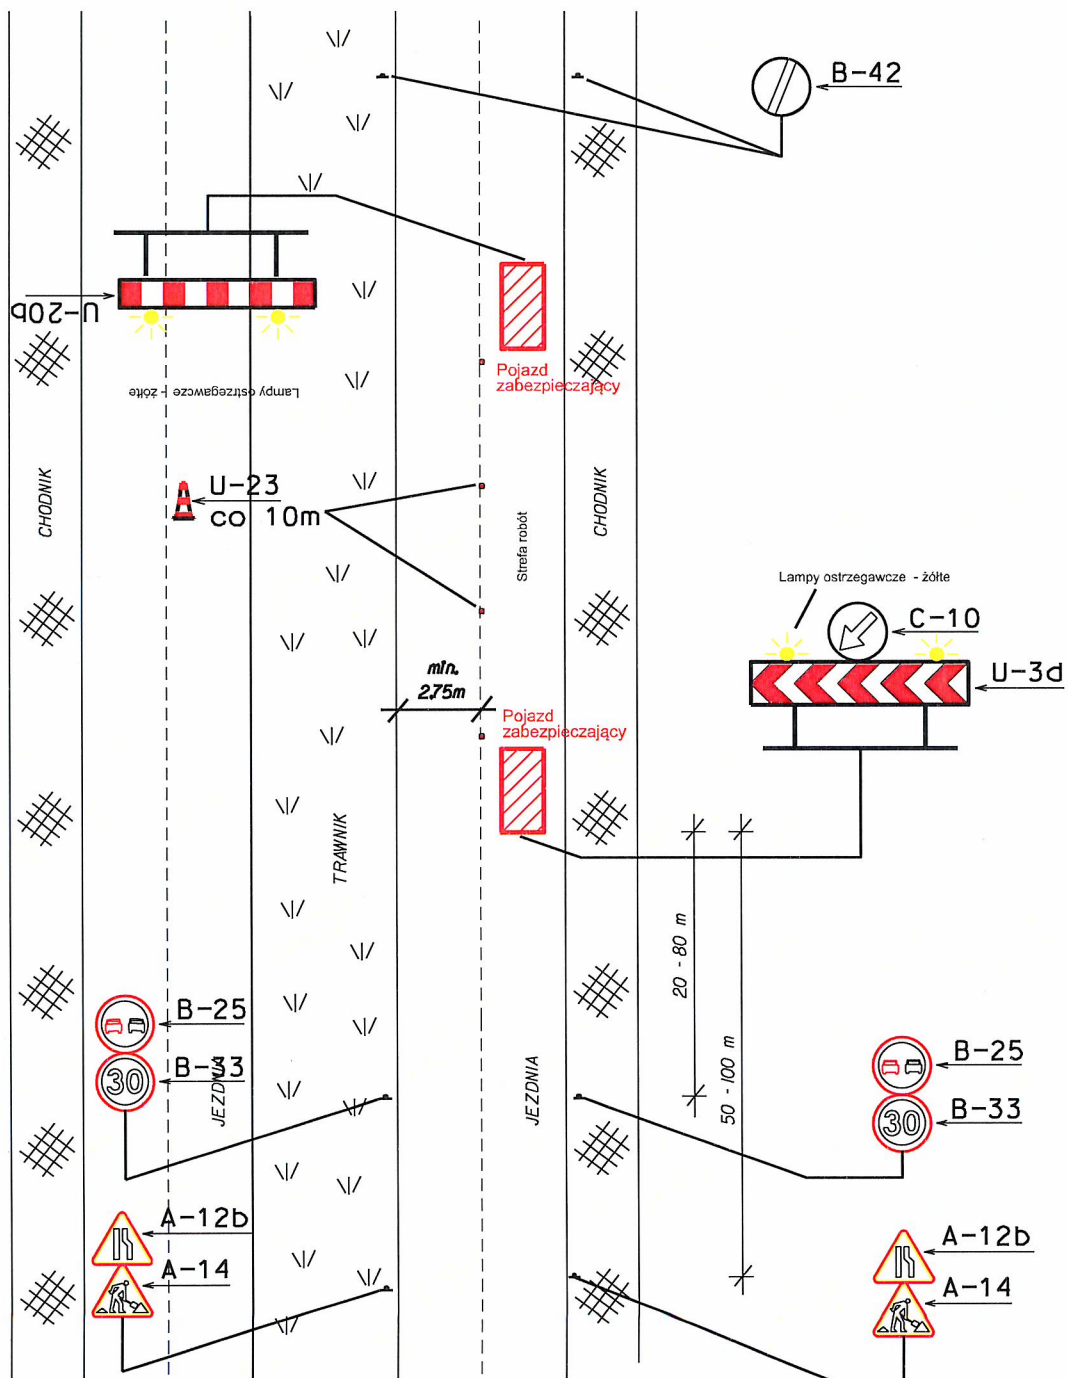 B-42
U-20b
Pojazd
zabezpieczający
Lampy ostrzegawcze - żółte
CHODNIK
U-23
co 10m
Strefa robót
CHODNIK
Lampy ostrzegawcze - żółte
C-10
U-3d
min.
2,75m
Pojazd
zabezpieczający
TRAWNIK
20 - 80 m
50 - 100 m
B-25
30
B-33
JEZDNIA
JEZDNIA
B-25
30
B-33
A-12b
A-14
A-12b
A-14